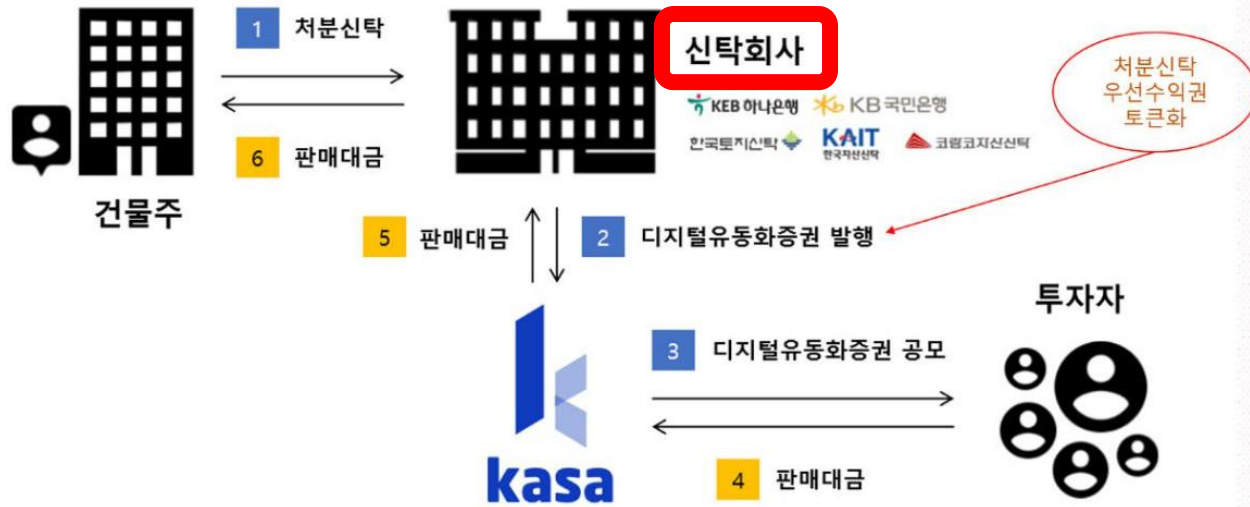 1 처분신탁
신탁회사
처분신탁
우선수익권
토큰화
KEB 하나은행 KB 국민은행
한국토지신탁 KAIT 한국자산신탁 코람코자산신탁
6 판매대금
건물주
5 판매대금
2 디지털유동화증권 발행
투자자
3 디지털유동화증권 공모
kasa
4 판매대금